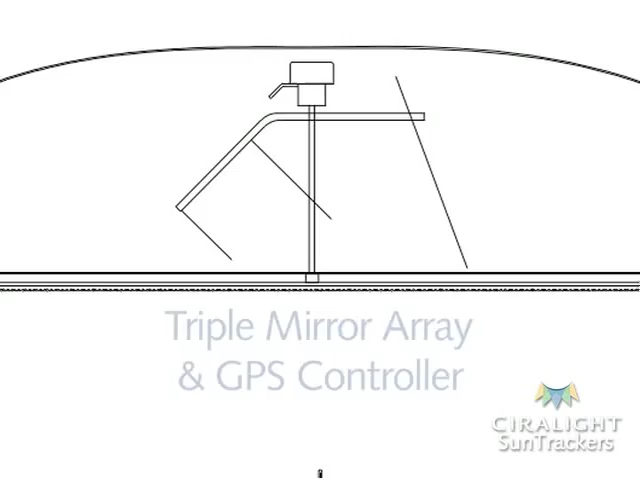 Triple Mirror Array
& GPS Controller
CIRALIGHT
SunTrackers